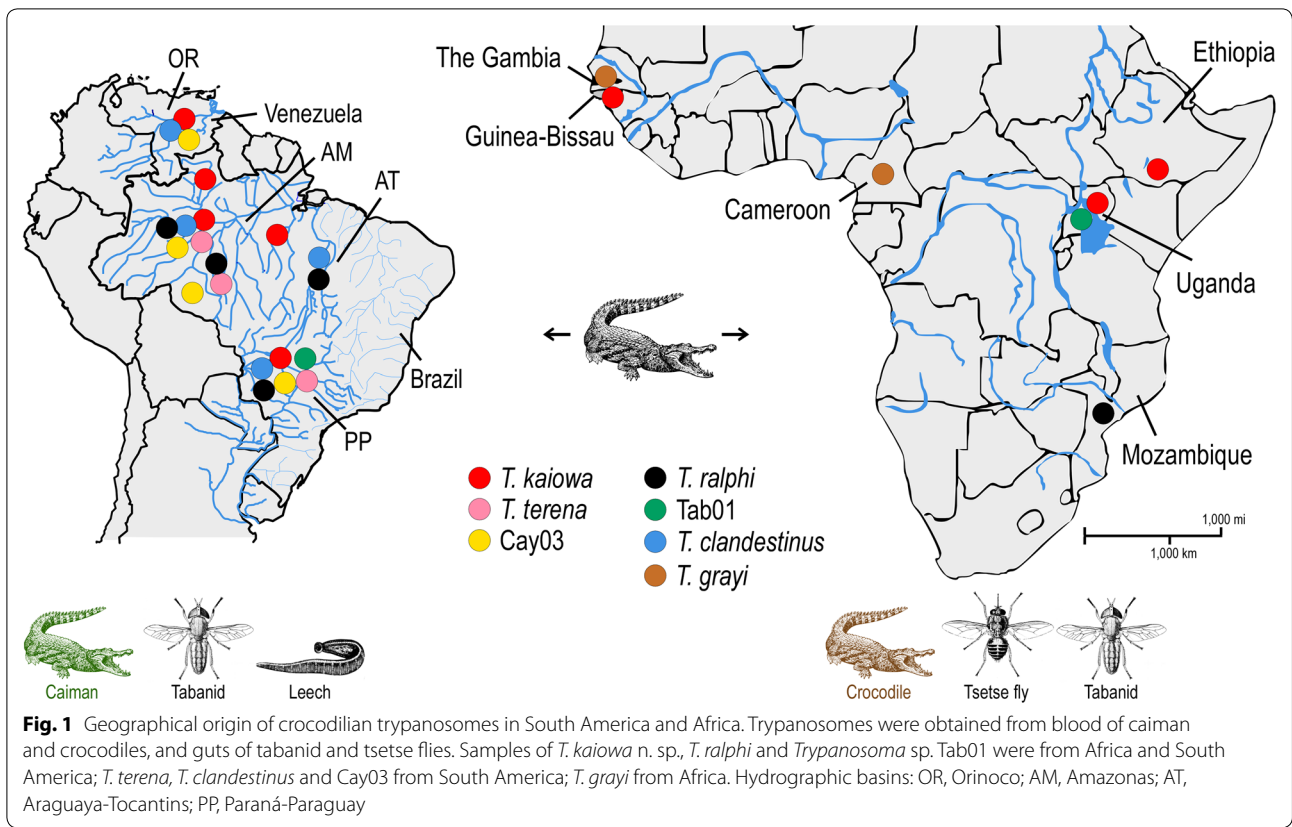 OR
Venezuela
AM
AT
Brazil
PP
The Gambia
Guinea-Bissau
Cameroon
Ethiopia
Uganda
Mozambique
T. kaiowa
T. terena
Cay03
T. ralphi
Tab01
T. clandestinus
T. grayi
1,000 mi
1,000 km
Caiman
Tabanid
Leech
Crocodile
Tsetse fly
Tabanid
Fig. 1 Geographical origin of crocodilian trypanosomes in South America and Africa. Trypanosomes were obtained from blood of caiman
and crocodiles, and guts of tabanid and tsetse flies. Samples of T. kaiowa n. sp., T. ralphi and Trypanosoma sp. Tab01 were from Africa and South
America; T. terena, T. clandestinus and Cay03 from South America; T. grayi from Africa. Hydrographic basins: OR, Orinoco; AM, Amazonas; AT,
Araguaya-Tocantins; PP, Paraná-Paraguay